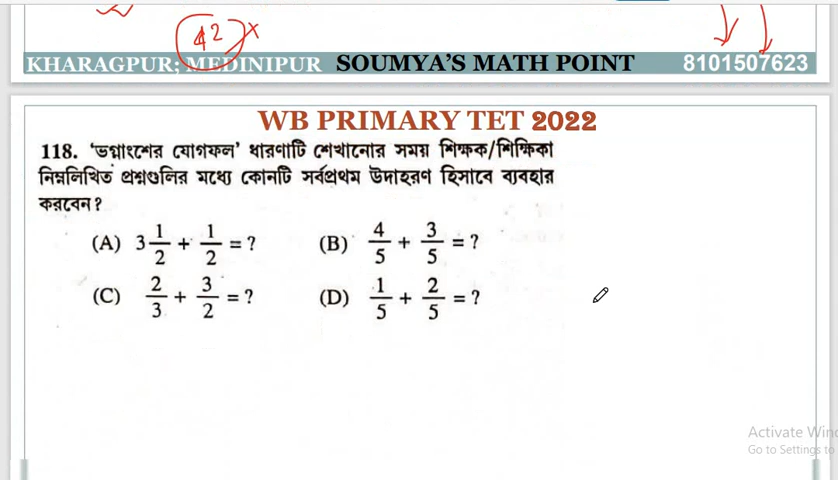 42 x
KHARAGPUR; MEDINIPUR SOUMYA'S MATH POINT 8101507623
WB PRIMARY TET 2022
118. ‘ভগ্নাংশের যোগফল’ ধারণাটি শেখানোর সময় শিক্ষক/শিক্ষিকা
নিম্নলিখিত প্রশ্নগুলির মধ্যে কোনটি সর্বপ্রথম উদাহরণ হিসাবে ব্যবহার
করবেন?
(A) 3 1/2 + 1/2 = ? (B) 4/5 + 3/5 = ?
(C) 2/3 + 3/2 = ? (D) 1/5 + 2/5 = ?
Activate Win
Go to Settings to